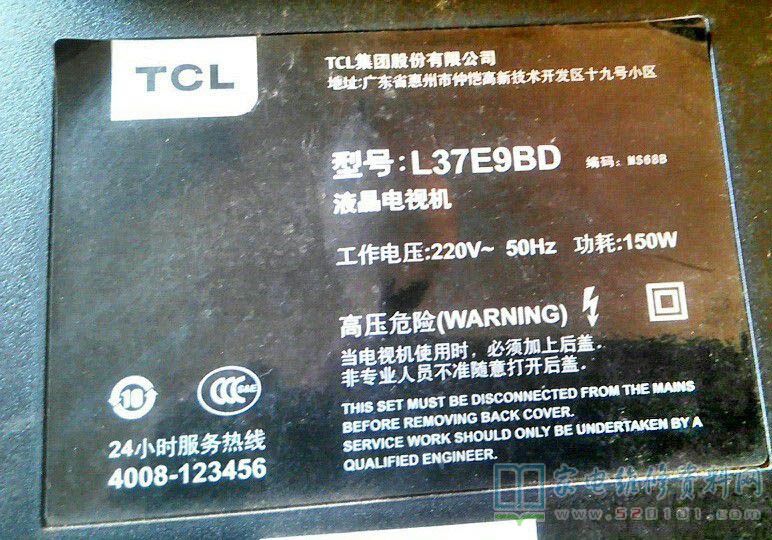 TCL
TCL集团股份有限公司
地址:广东省惠州市仲恺高新技术开发区十九号小区
型号:L37E9BD 编码:MS68B
液晶电视机
工作电压:220V~ 50Hz 功耗:150W
高压危险(WARNING)
当电视机使用时,必须加上后盖.
非专业人员不准随意打开后盖.
THIS SET MUST BE DISCONNECTED FROM THE MAINS
BEFORE REMOVING BACK COVER.
SERVICE WORK SHOULD ONLY BE UNDERTAKEN BY A
QUALIFIED ENGINEER.
10
CCC S&E
24小时服务热线
4008-123456
家电维修资料网
www.520101.com